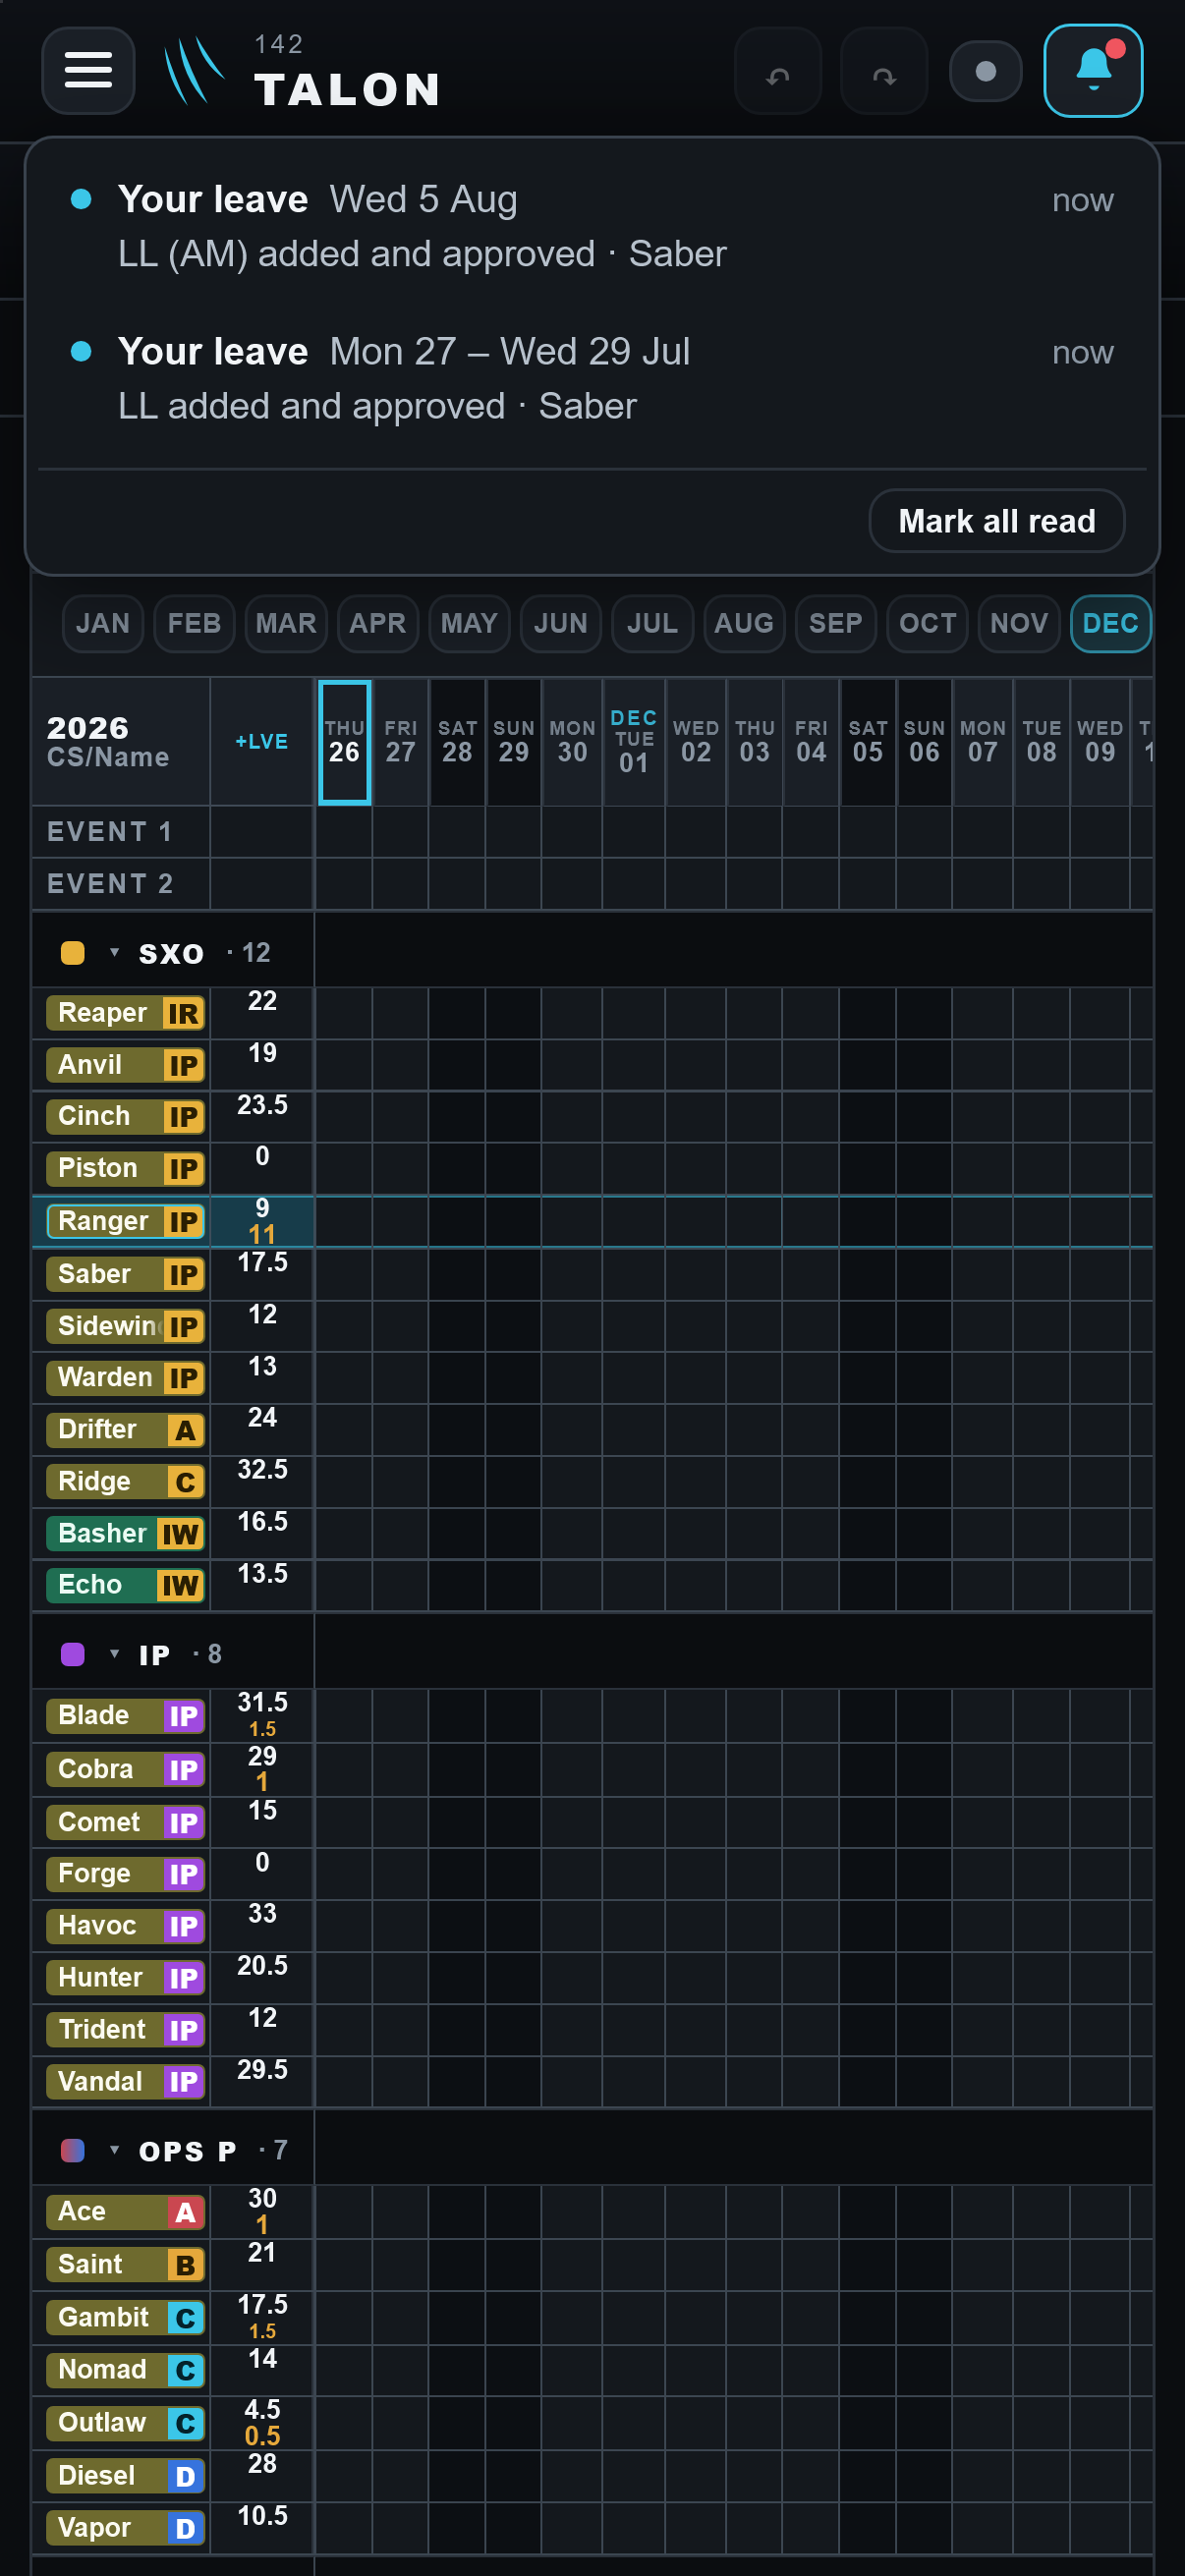 142
TALON
Your leave Wed 5 Aug now
LL (AM) added and approved · Saber
Your leave Mon 27 – Wed 29 Jul now
LL added and approved · Saber
Mark all read
JAN FEB MAR APR MAY JUN JUL AUG SEP OCT NOV DEC
2026
CS/Name
+LVE
THU 26
FRI 27
SAT 28
SUN 29
MON 30
DEC TUE 01
WED 02
THU 03
FRI 04
SAT 05
SUN 06
MON 07
TUE 08
WED 09
EVENT 1
EVENT 2
▾ SXO · 12
Reaper IR 22
Anvil IP 19
Cinch IP 23.5
Piston IP 0
Ranger IP 9
11
Saber IP 17.5
IP 12
Warden IP 13
Drifter A 24
Ridge C 32.5
Basher IW 16.5
Echo IW 13.5
▾ IP · 8
Blade IP 31.5
1.5
Cobra IP 29
1
Comet IP 15
Forge IP 0
Havoc IP 33
Hunter IP 20.5
Trident IP 12
Vandal IP 29.5
▾ OPS P · 7
Ace A 30
1
Saint B 21
Gambit C 17.5
1.5
Nomad C 14
Outlaw C 4.5
0.5
Diesel D 28
Vapor D 10.5